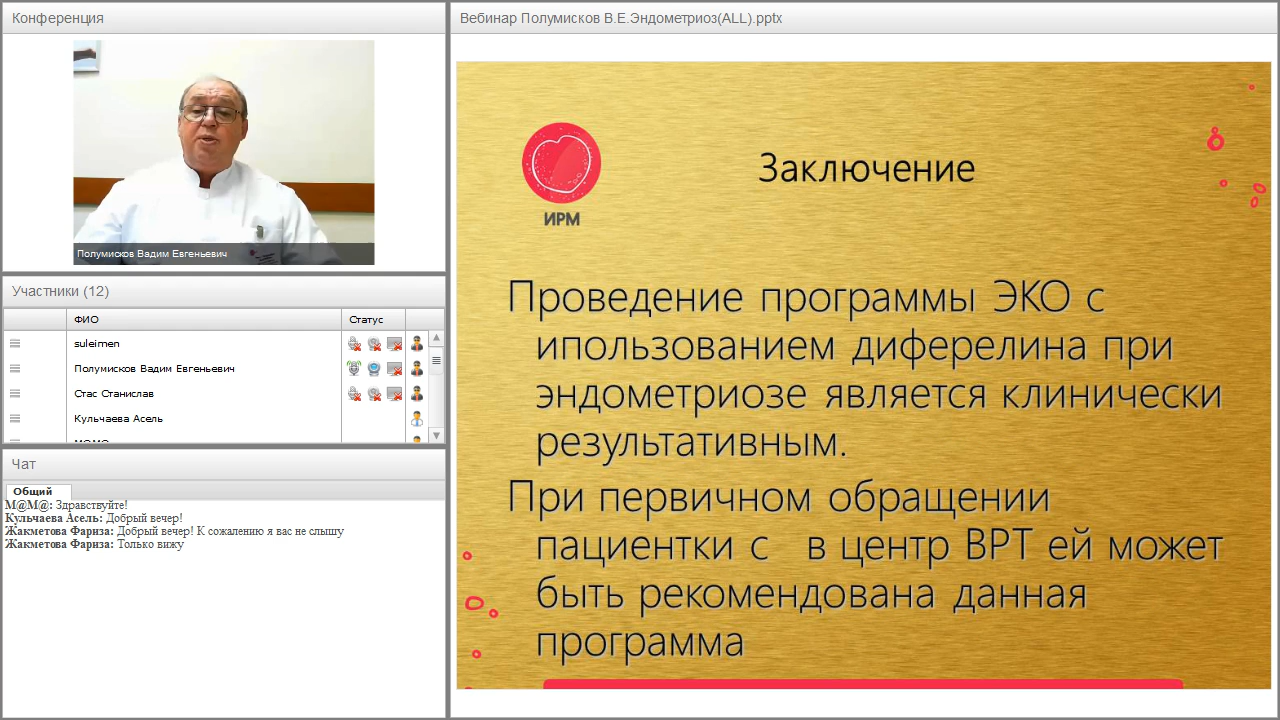 Конференция
Полумисков Вадим Евгеньевич
Участники (12)
ФИО Статус
suleimen
Полумисков Вадим Евгеньевич
Стас Станислав
Кульчаева Асель
Чат
Общий
M@M@: Здравствуйте!
Кульчаева Асель: Добрый вечер!
Жакметова Фариза: Добрый вечер! К сожалению я вас не слышу
Жакметова Фариза: Только вижу
Вебинар Полумисков В.Е.Эндометриоз(ALL).pptx
ИРМ
Заключение
Проведение программы ЭКО с
ипользованием диферелина при
эндометриозе является клинически
результативным.
При первичном обращении
пациентки с в центр ВРТ ей может
быть рекомендована данная
программа